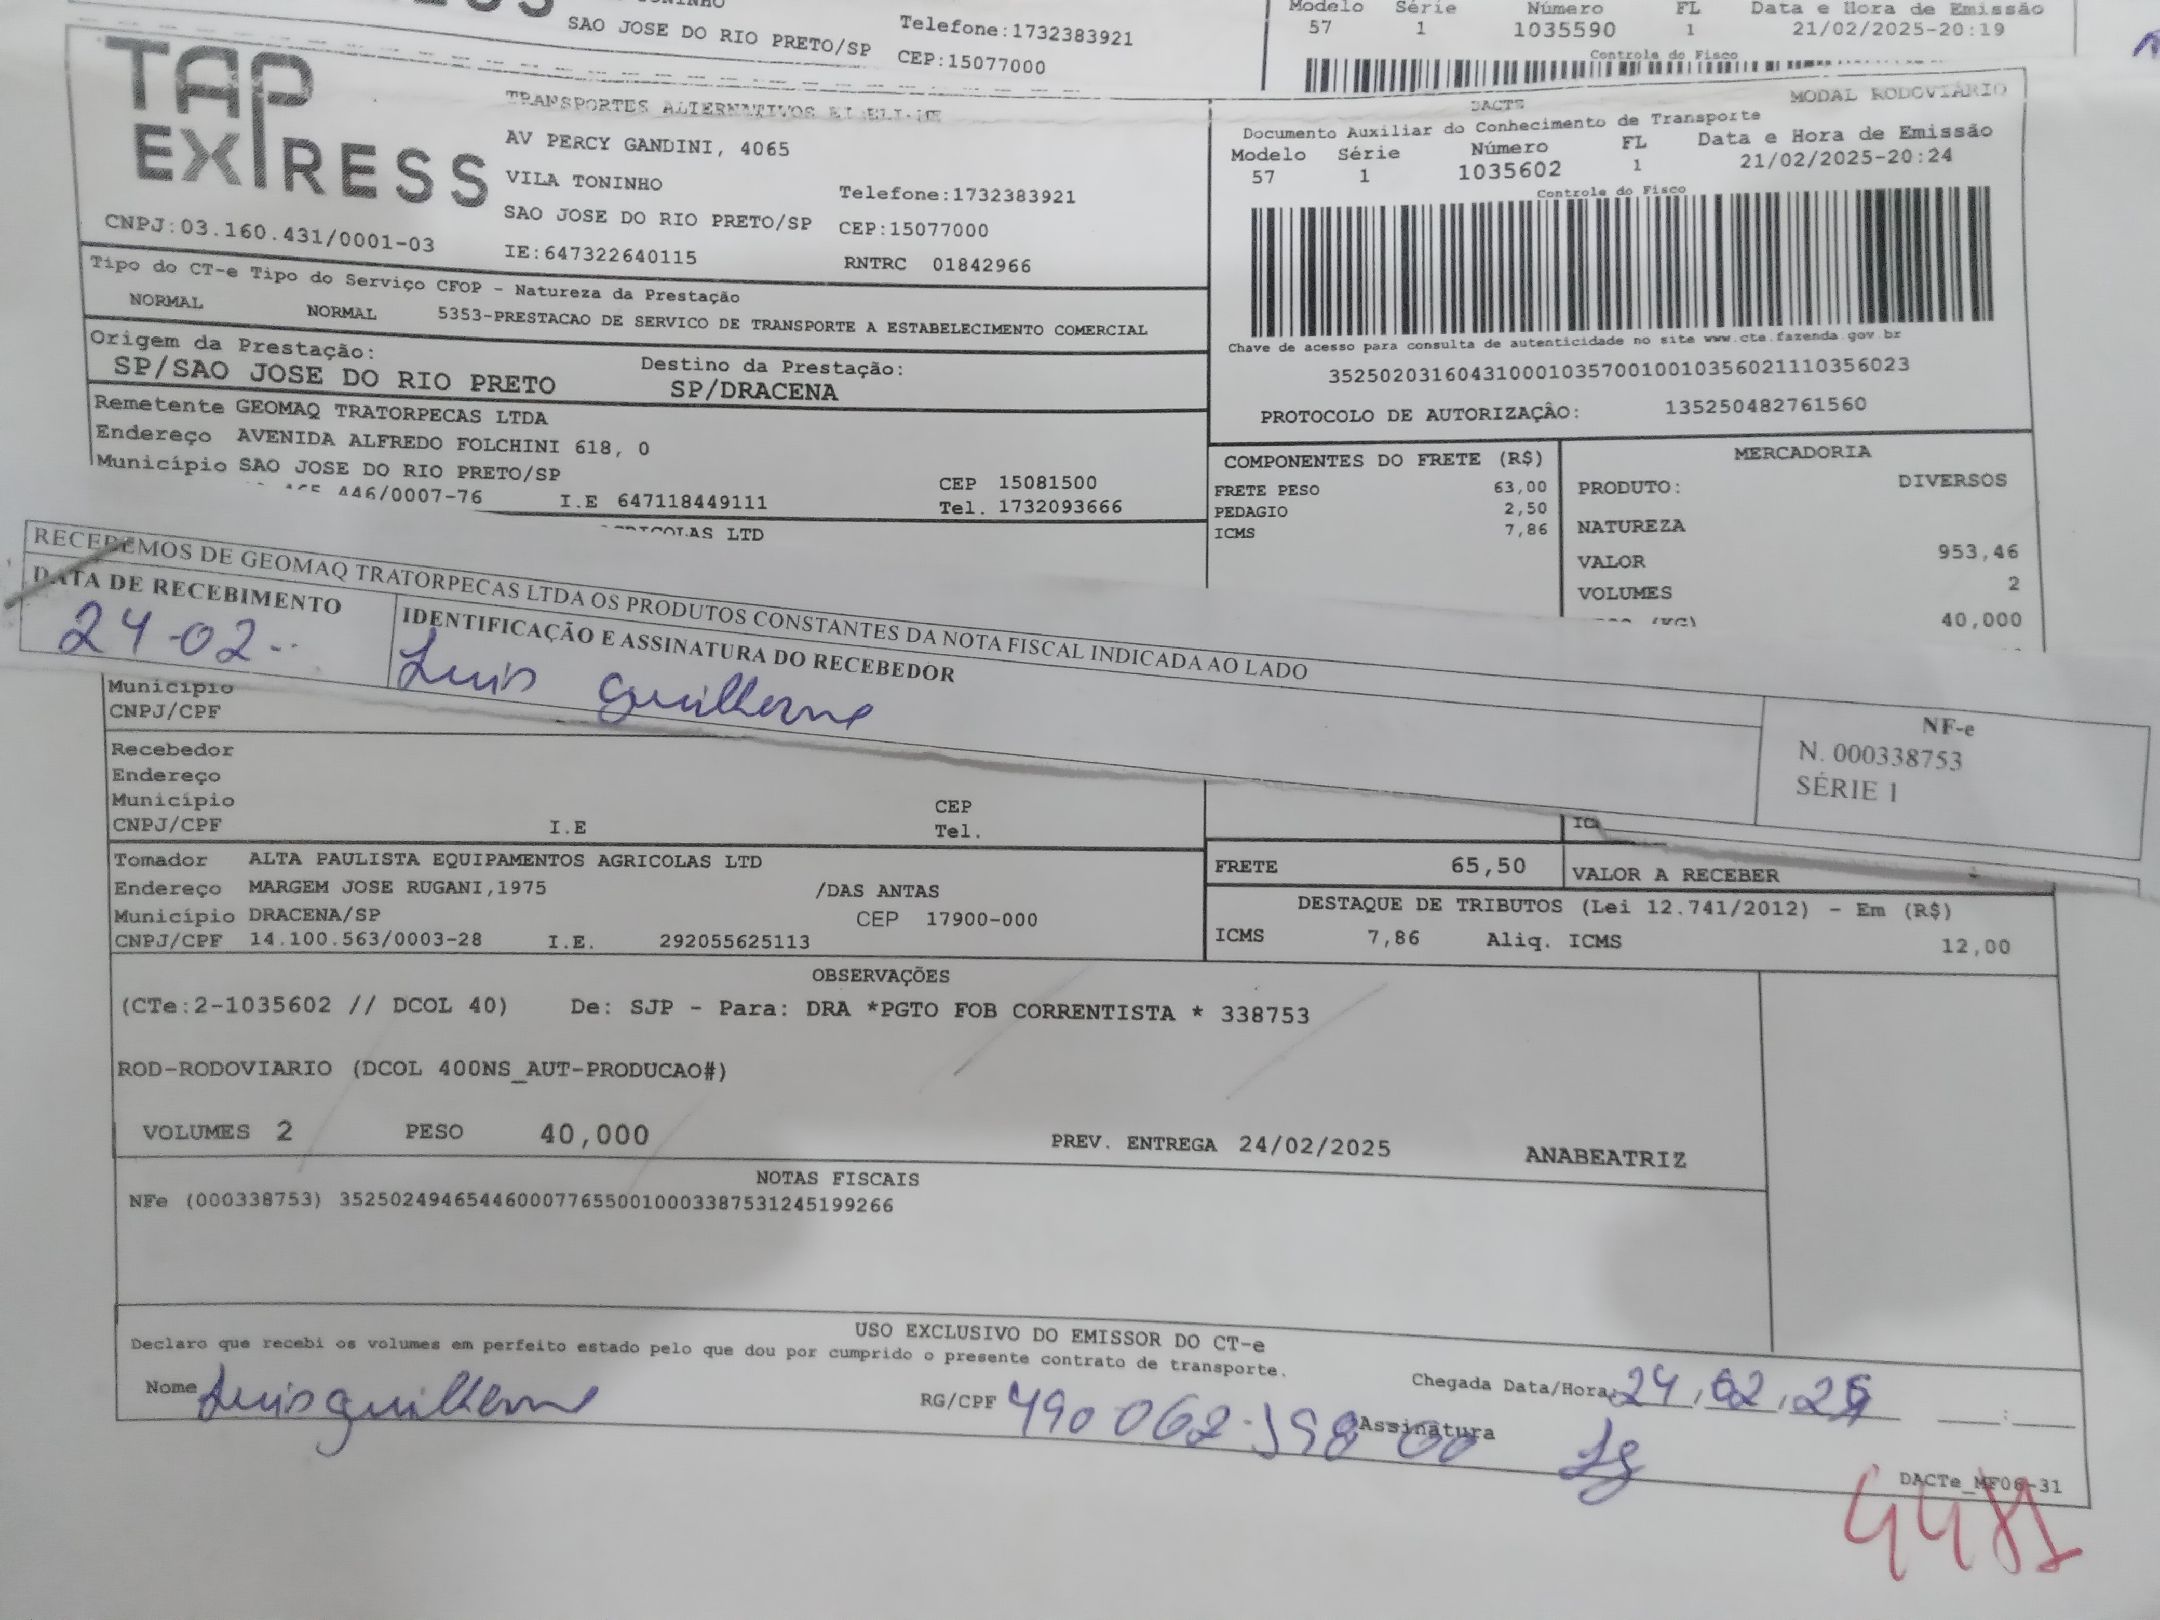 SAO JOSE DO RIO PRETO/SP Telefone:1732383921
CEP:15077000
Modelo Série Número FL Data e Hora de Emissão
57 1 1035590 1 21/02/2025-20:19
Controle do Fisco
TAP EXPRESS
CNPJ:03.160.431/0001-03
TRANSPORTES ALTERNATIVOS
AV PERCY GANDINI, 4065
VILA TONINHO Telefone:1732383921
SAO JOSE DO RIO PRETO/SP CEP:15077000
IE:647322640115 RNTRC 01842966
DACTE MODAL RODOVIÁRIO
Documento Auxiliar do Conhecimento de Transporte
Modelo Série Número FL Data e Hora de Emissão
57 1 1035602 1 21/02/2025-20:24
Controle do Fisco
Chave de acesso para consulta de autenticidade no site www.cte.fazenda.gov.br
35250203160431000103570010010356021110356023
PROTOCOLO DE AUTORIZAÇÂO: 135250482761560
Tipo do CT-e Tipo do Serviço CFOP - Natureza da Prestação
NORMAL NORMAL 5353-PRESTACAO DE SERVICO DE TRANSPORTE A ESTABELECIMENTO COMERCIAL
Origem da Prestação: Destino da Prestação:
SP/SAO JOSE DO RIO PRETO SP/DRACENA
Remetente GEOMAQ TRATORPECAS LTDA
Endereço AVENIDA ALFREDO FOLCHINI 618, 0
Município SAO JOSE DO RIO PRETO/SP CEP 15081500
446/0007-76 I.E 647118449111 Tel. 1732093666
LTD
COMPONENTES DO FRETE (R$)
FRETE PESO 63,00
PEDAGIO 2,50
ICMS 7,86
MERCADORIA
PRODUTO: DIVERSOS
NATUREZA
VALOR 953,46
VOLUMES 2
(KG) 40,000
RECEBEMOS DE GEOMAQ TRATORPECAS LTDA OS PRODUTOS CONSTANTES DA NOTA FISCAL INDICADA AO LADO
DATA DE RECEBIMENTO IDENTIFICAÇÃO E ASSINATURA DO RECEBEDOR
24-02 Luis Guilherme
NF-e
N. 000338753
SÉRIE 1
Município
CNPJ/CPF
Recebedor
Endereço
Município CEP
CNPJ/CPF I.E Tel.
Tomador ALTA PAULISTA EQUIPAMENTOS AGRICOLAS LTD
Endereço MARGEM JOSE RUGANI,1975 /DAS ANTAS
Município DRACENA/SP CEP 17900-000
CNPJ/CPF 14.100.563/0003-28 I.E. 292055625113
FRETE 65,50 VALOR A RECEBER
DESTAQUE DE TRIBUTOS (Lei 12.741/2012) - Em (R$)
ICMS 7,86 Aliq. ICMS 12,00
OBSERVAÇÕES
(CTe:2-1035602 // DCOL 40) De: SJP - Para: DRA *PGTO FOB CORRENTISTA * 338753
ROD-RODOVIARIO (DCOL 400NS_AUT-PRODUCAO#)
VOLUMES 2 PESO 40,000 PREV. ENTREGA 24/02/2025 ANABEATRIZ
NOTAS FISCAIS
NFe (000338753) 35250249465446000776550010003387531245199266
USO EXCLUSIVO DO EMISSOR DO CT-e
Declaro que recebi os volumes em perfeito estado pelo que dou por cumprido o presente contrato de transporte.
Nome Luis Guilherme RG/CPF 490 062 398 00 Assinatura Lg Chegada Data/Hora 24,02,25
DACTe_MF06-31